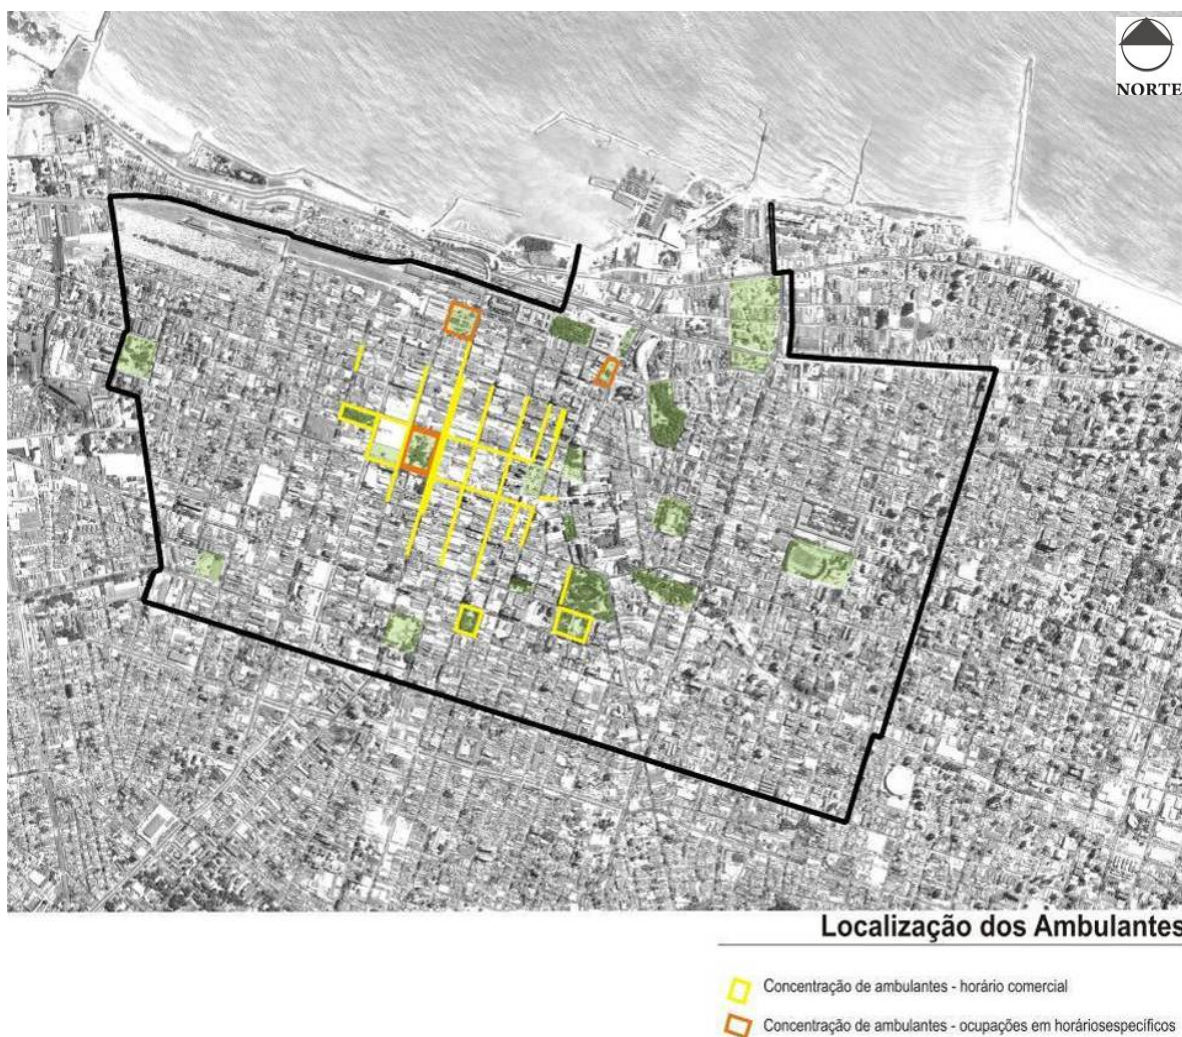 NORTE
Localização dos Ambulantes
Concentração de ambulantes - horário comercial
Concentração de ambulantes - ocupações em horáriosespecíficos